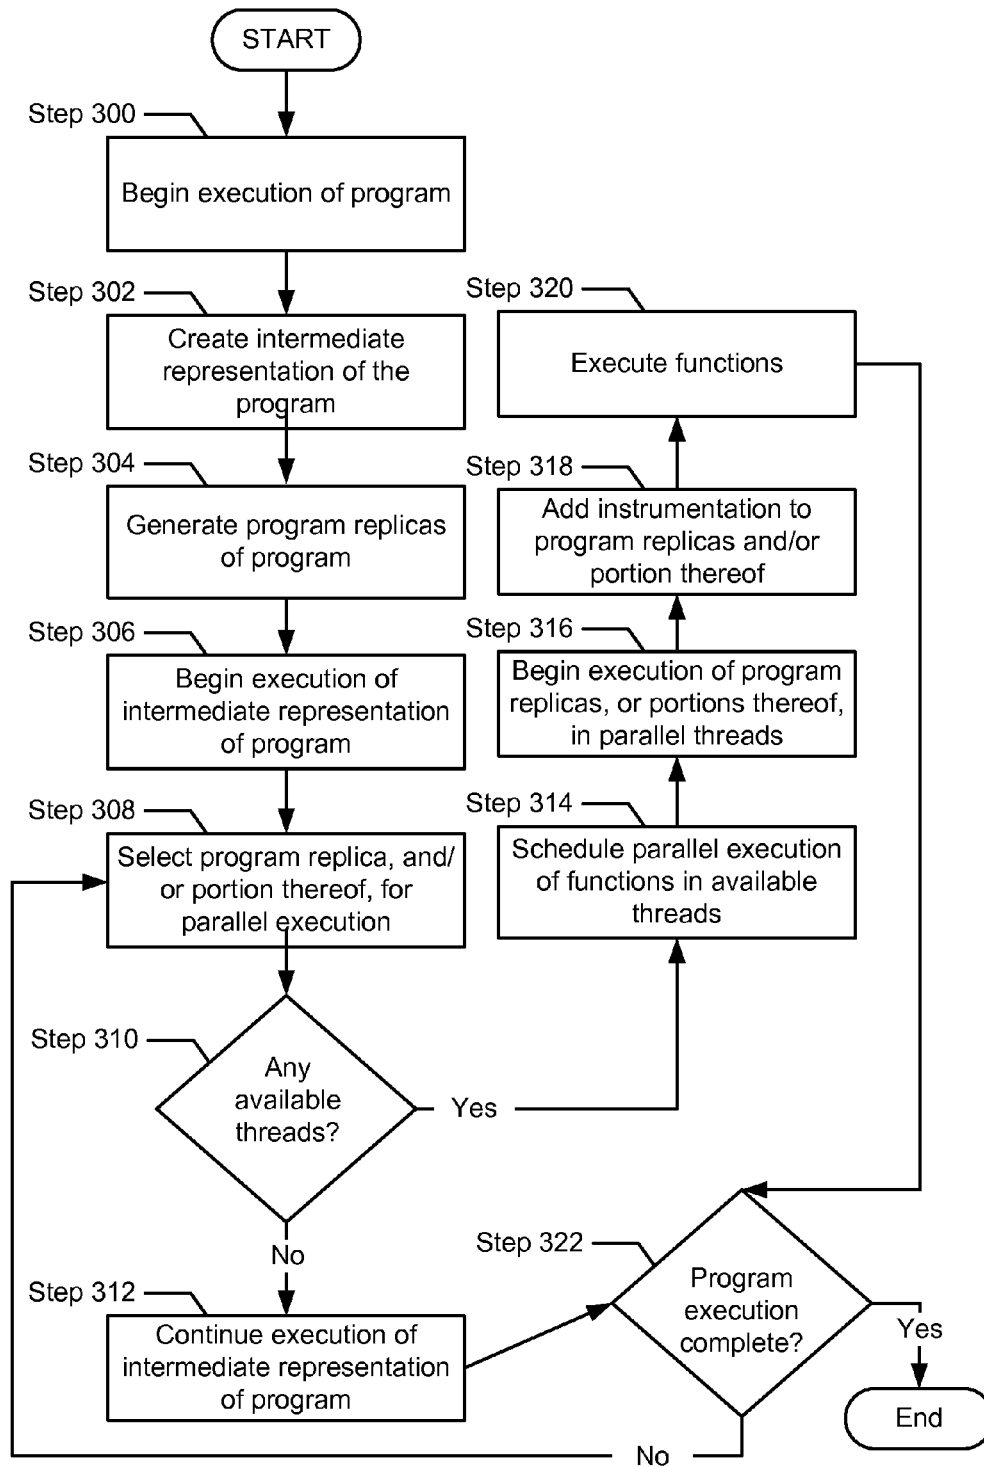 START
Step 300
Begin execution of program
Step 302
Create intermediate
representation of the
program
Step 304
Generate program replicas
of program
Step 306
Begin execution of
intermediate representation
of program
Step 308
Select program replica, and/
or portion thereof, for
parallel execution
Step 310
Any
available
threads?
Yes
No
Step 312
Continue execution of
intermediate representation
of program
Step 314
Schedule parallel execution
of functions in available
threads
Step 316
Begin execution of program
replicas, or portions thereof,
in parallel threads
Step 318
Add instrumentation to
program replicas and/or
portion thereof
Step 320
Execute functions
Step 322
Program
execution
complete?
Yes
No
End